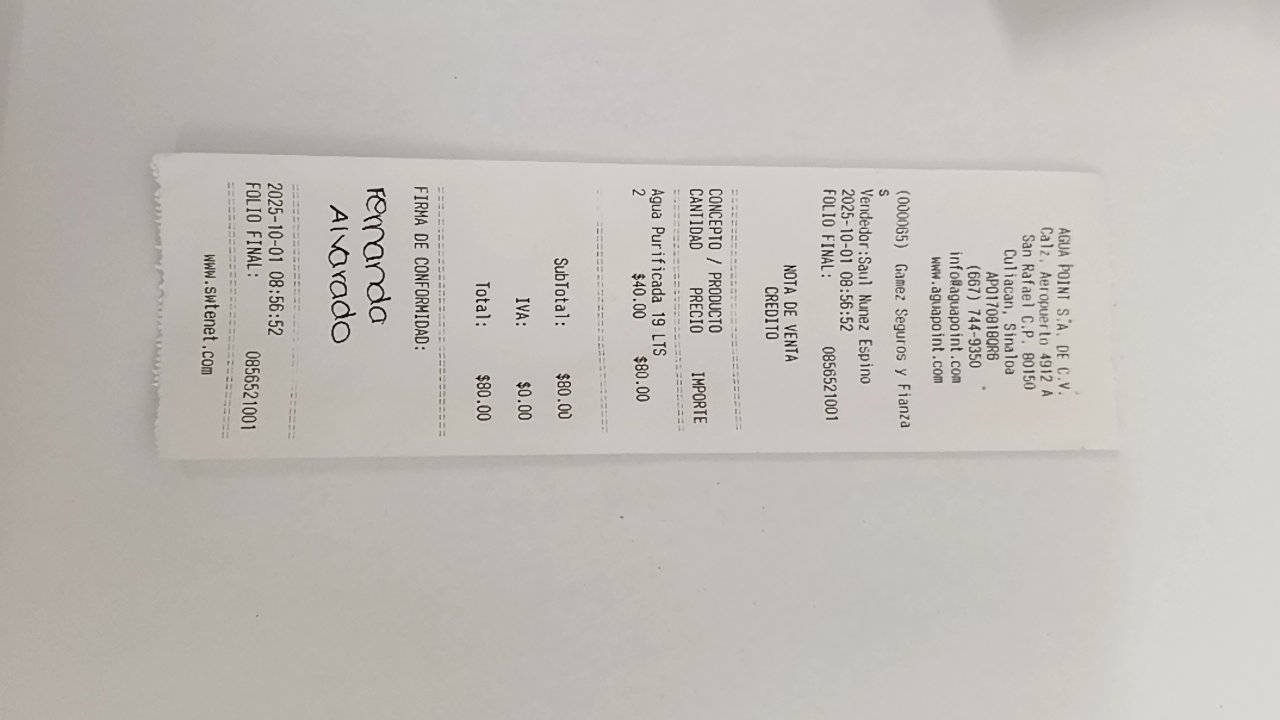 AGUA POINT S.A. DE C.V.
Calz. Aeropuerto 4912 A
San Rafael C.P. 80150
Culiacan, Sinaloa
APO170818QR6
(667) 744-9350
info@aguapoint.com
www.aguapoint.com
(000065) Gamez Seguros y Fianza
s
Vendedor:Saul Nunez Espino
2025-10-01 08:56:52
FOLIO FINAL: 0856521001
NOTA DE VENTA
CREDITO
CONCEPTO / PRODUCTO
CANTIDAD PRECIO IMPORTE
Agua Purificada 19 LTS
2 $40.00 $80.00
SubTotal: $80.00
IVA: $0.00
Total: $80.00
FIRMA DE CONFORMIDAD:
Fernanda
Alvarado
2025-10-01 08:56:52
FOLIO FINAL: 0856521001
www.swtenet.com